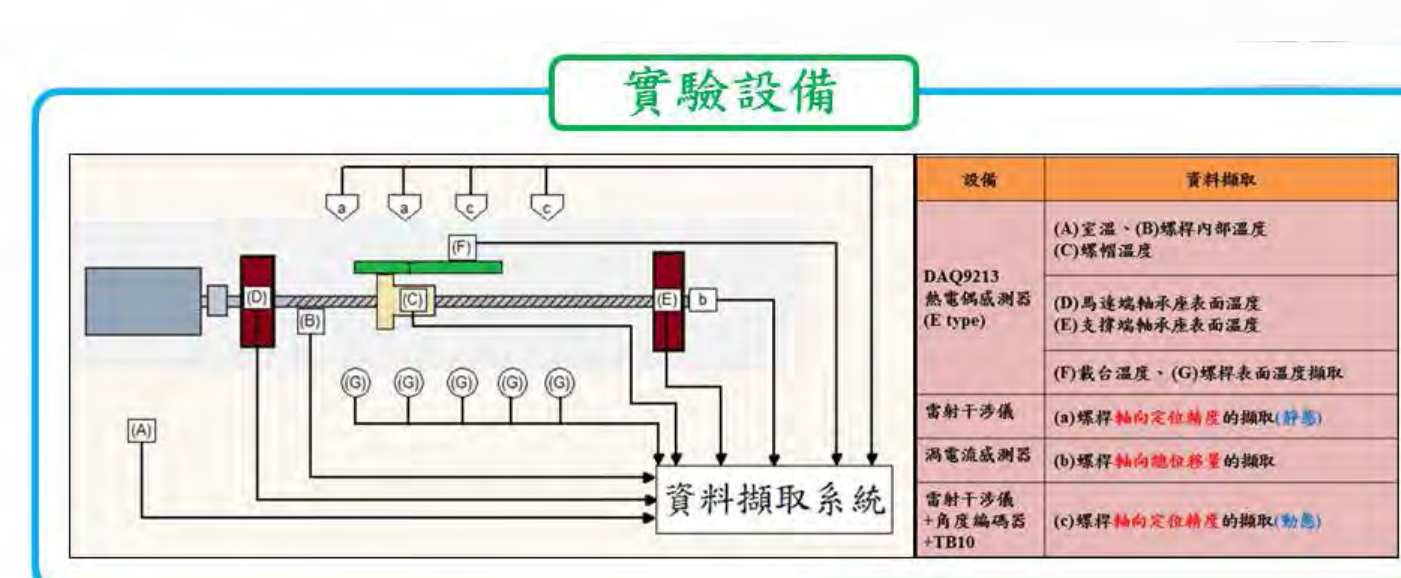 實驗設備
a
a
c
c
(F)
(D)
(C)
(E)
b
(B)
(G)
(G)
(G)
(G)
(G)
(A)
資料擷取系統
設備
資料擷取
DAQ9213
熱電偶感測器
(E type)
(A)室溫、(B)螺桿內部溫度
(C)螺帽溫度
(D)馬達端軸承座表面溫度
(E)支撐端軸承座表面溫度
(F)載台溫度、(G)螺桿表面溫度擷取
雷射干涉儀
(a)螺桿軸向定位精度的擷取(靜態)
渦電流感測器
(b)螺桿軸向總位移量的擷取
雷射干涉儀
+角度編碼器
+TB10
(c)螺桿軸向定位精度的擷取(動態)